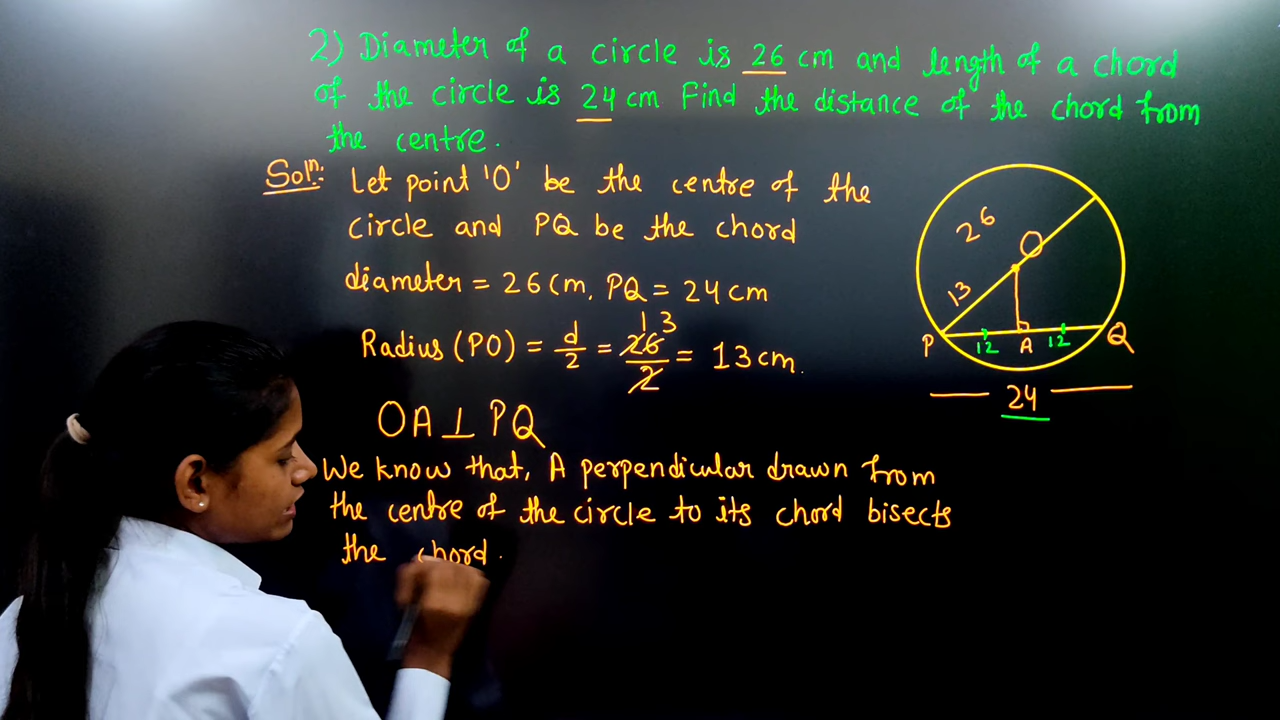 2) Diameter of a circle is 26 cm and length of a chord
of the circle is 24 cm Find the distance of the chord from
the centre.
Solⁿ: Let point 'O' be the centre of the
circle and PQ be the chord
diameter = 26 cm, PQ = 24 cm
Radius (PO) = d/2 = 26/2 = 13 cm.
13
OA ⊥ PQ
We know that, A perpendicular drawn from
the centre of the circle to its chord bisects
the chord.
26
O
13
P 12 A 12 Q
24